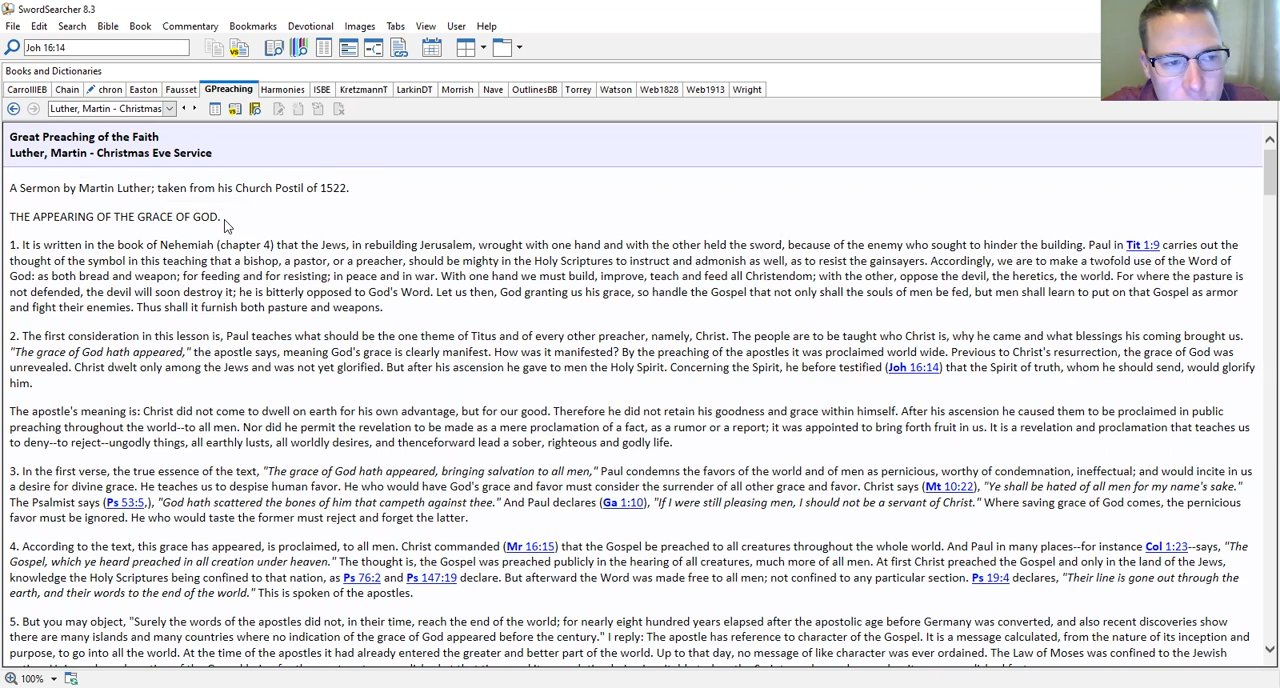 SwordSearcher 8.3
File Edit Search Bible Book Commentary Bookmarks Devotional Images Tabs View User Help
Joh 16:14
Books and Dictionaries
CarrollIEB Chain chron Easton Fausset GPreaching Harmonies ISBE KretzmannT LarkinDT Morrish Nave OutlinesBB Torrey Watson Web1828 Web1913 Wright
Luther, Martin - Christmas
Great Preaching of the Faith
Luther, Martin - Christmas Eve Service
A Sermon by Martin Luther; taken from his Church Postil of 1522.
THE APPEARING OF THE GRACE OF GOD.
1. It is written in the book of Nehemiah (chapter 4) that the Jews, in rebuilding Jerusalem, wrought with one hand and with the other held the sword, because of the enemy who sought to hinder the building. Paul in Tit 1:9 carries out the
thought of the symbol in this teaching that a bishop, a pastor, or a preacher, should be mighty in the Holy Scriptures to instruct and admonish as well, as to resist the gainsayers. Accordingly, we are to make a twofold use of the Word of
God: as both bread and weapon; for feeding and for resisting; in peace and in war. With one hand we must build, improve, teach and feed all Christendom; with the other, oppose the devil, the heretics, the world. For where the pasture is
not defended, the devil will soon destroy it; he is bitterly opposed to God's Word. Let us then, God granting us his grace, so handle the Gospel that not only shall the souls of men be fed, but men shall learn to put on that Gospel as armor
and fight their enemies. Thus shall it furnish both pasture and weapons.
2. The first consideration in this lesson is, Paul teaches what should be the one theme of Titus and of every other preacher, namely, Christ. The people are to be taught who Christ is, why he came and what blessings his coming brought us.
"The grace of God hath appeared," the apostle says, meaning God's grace is clearly manifest. How was it manifested? By the preaching of the apostles it was proclaimed world wide. Previous to Christ's resurrection, the grace of God was
unrevealed. Christ dwelt only among the Jews and was not yet glorified. But after his ascension he gave to men the Holy Spirit. Concerning the Spirit, he before testified (Joh 16:14) that the Spirit of truth, whom he should send, would glorify
him.
The apostle's meaning is: Christ did not come to dwell on earth for his own advantage, but for our good. Therefore he did not retain his goodness and grace within himself. After his ascension he caused them to be proclaimed in public
preaching throughout the world--to all men. Nor did he permit the revelation to be made as a mere proclamation of a fact, as a rumor or a report; it was appointed to bring forth fruit in us. It is a revelation and proclamation that teaches us
to deny--to reject--ungodly things, all earthly lusts, all worldly desires, and thenceforward lead a sober, righteous and godly life.
3. In the first verse, the true essence of the text, "The grace of God hath appeared, bringing salvation to all men," Paul condemns the favors of the world and of men as pernicious, worthy of condemnation, ineffectual; and would incite in us
a desire for divine grace. He teaches us to despise human favor. He who would have God's grace and favor must consider the surrender of all other grace and favor. Christ says (Mt 10:22), "Ye shall be hated of all men for my name's sake."
The Psalmist says (Ps 53:5,), "God hath scattered the bones of him that campeth against thee." And Paul declares (Ga 1:10), "If I were still pleasing men, I should not be a servant of Christ." Where saving grace of God comes, the pernicious
favor must be ignored. He who would taste the former must reject and forget the latter.
4. According to the text, this grace has appeared, is proclaimed, to all men. Christ commanded (Mr 16:15) that the Gospel be preached to all creatures throughout the whole world. And Paul in many places--for instance Col 1:23--says, "The
Gospel, which ye heard preached in all creation under heaven." The thought is, the Gospel was preached publicly in the hearing of all creatures, much more of all men. At first Christ preached the Gospel and only in the land of the Jews,
knowledge the Holy Scriptures being confined to that nation, as Ps 76:2 and Ps 147:19 declare. But afterward the Word was made free to all men; not confined to any particular section. Ps 19:4 declares, "Their line is gone out through the
earth, and their words to the end of the world." This is spoken of the apostles.
5. But you may object, "Surely the words of the apostles did not, in their time, reach the end of the world; for nearly eight hundred years elapsed after the apostolic age before Germany was converted, and also recent discoveries show
there are many islands and many countries where no indication of the grace of God appeared before the century." I reply: The apostle has reference to character of the Gospel. It is a message calculated, from the nature of its inception and
purpose, to go into all the world. At the time of the apostles it had already entered the greater and better part of the world. Up to that day, no message of like character was ever ordained. The Law of Moses was confined to the Jewish
100%